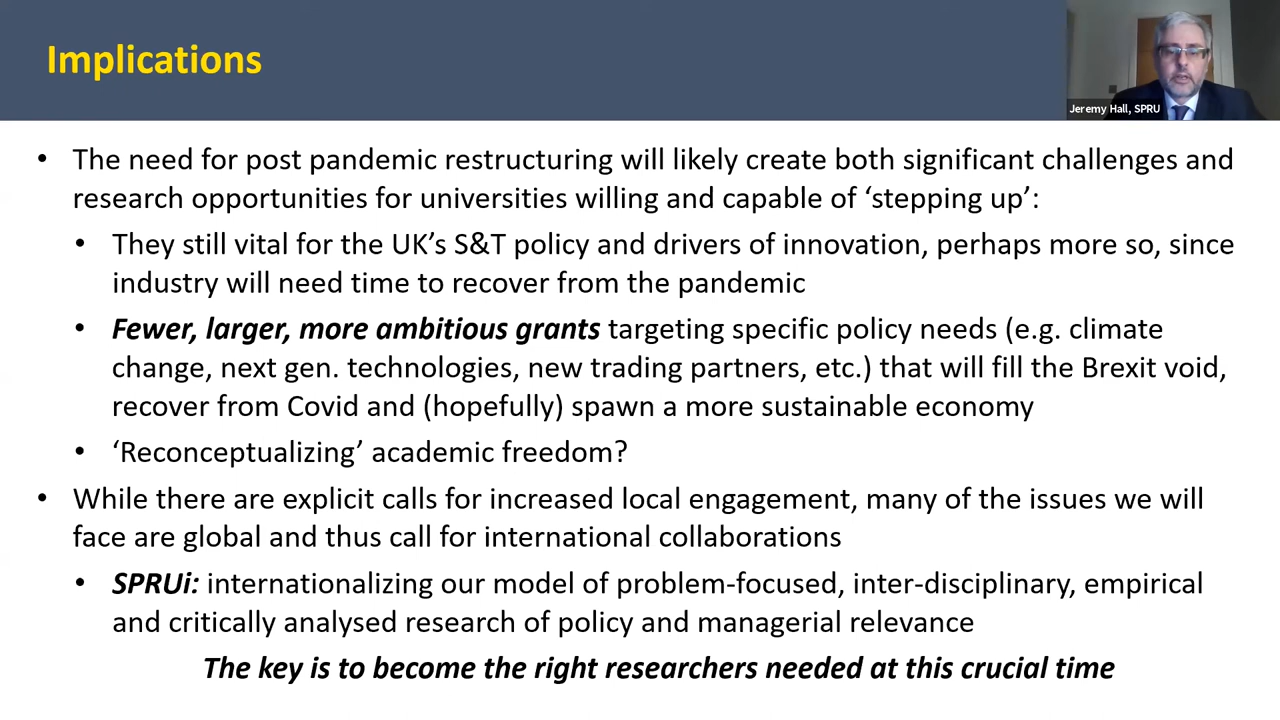 Implications
Jeremy Hall, SPRU
• The need for post pandemic restructuring will likely create both significant challenges and
research opportunities for universities willing and capable of ‘stepping up’:
• They still vital for the UK’s S&T policy and drivers of innovation, perhaps more so, since
industry will need time to recover from the pandemic
• Fewer, larger, more ambitious grants targeting specific policy needs (e.g. climate
change, next gen. technologies, new trading partners, etc.) that will fill the Brexit void,
recover from Covid and (hopefully) spawn a more sustainable economy
• ‘Reconceptualizing’ academic freedom?
• While there are explicit calls for increased local engagement, many of the issues we will
face are global and thus call for international collaborations
• SPRUi: internationalizing our model of problem-focused, inter-disciplinary, empirical
and critically analysed research of policy and managerial relevance
The key is to become the right researchers needed at this crucial time